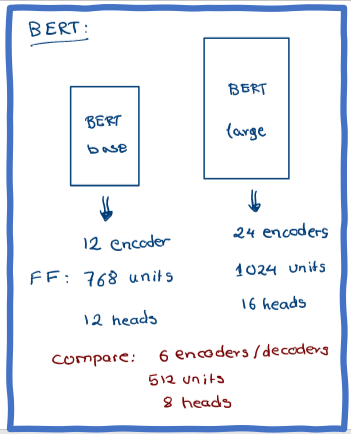 BERT:
BERT
base
BERT
large
12 encoder
24 encoders
FF: 768 units
1024 units
12 heads
16 heads
compare: 6 encoders/decoders
512 units
8 heads